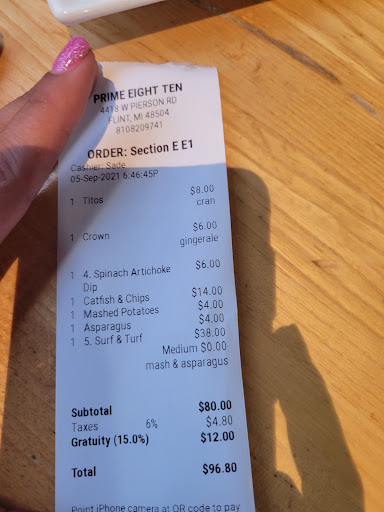 PRIME EIGHT TEN
4418 W PIERSON RD
FLINT, MI 48504
8108209741
ORDER: Section E E1
Cashier: Sade
05-Sep-2021 6:46:45P
1 Titos $8.00
cran
1 Crown $6.00
gingerale
1 4. Spinach Artichoke $6.00
Dip
1 Catfish & Chips $14.00
1 Mashed Potatoes $4.00
1 Asparagus $4.00
1 5. Surf & Turf $38.00
Medium $0.00
mash & asparagus
Subtotal $80.00
Taxes 6% $4.80
Gratuity (15.0%) $12.00
Total $96.80
Point iPhone camera at QR code to pay